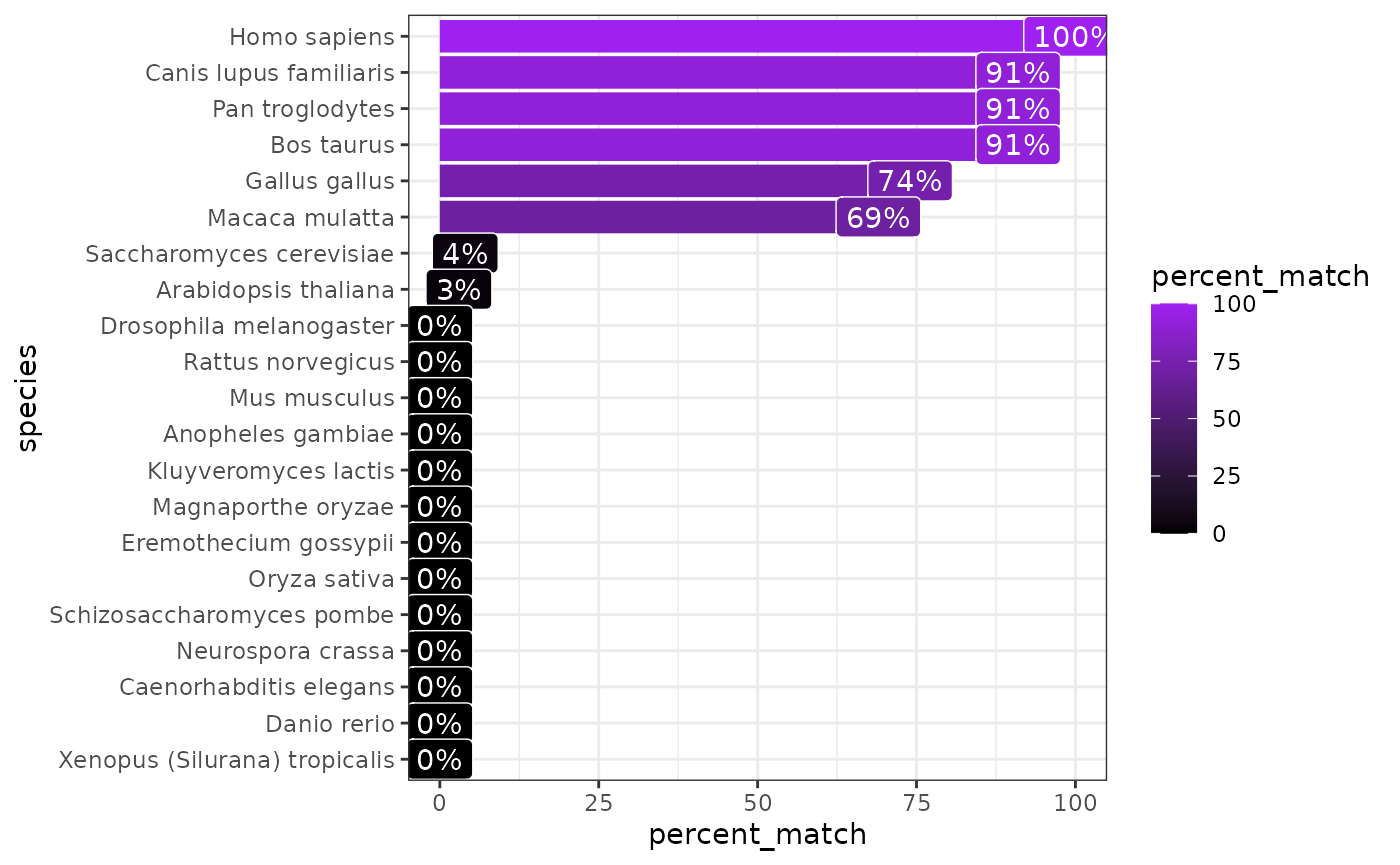 Homo sapiens 100%
Canis lupus familiaris 91%
Pan troglodytes 91%
Bos taurus 91%
Gallus gallus 74%
Macaca mulatta 69%
Saccharomyces cerevisiae 4%
Arabidopsis thaliana 3%
Drosophila melanogaster 0%
Rattus norvegicus 0%
Mus musculus 0%
Anopheles gambiae 0%
Kluyveromyces lactis 0%
Magnaporthe oryzae 0%
Eremothecium gossypii 0%
Oryza sativa 0%
Schizosaccharomyces pombe 0%
Neurospora crassa 0%
Caenorhabditis elegans 0%
Danio rerio 0%
Xenopus (Silurana) tropicalis 0%
0 25 50 75 100
percent_match
species
percent_match
100
75
50
25
0